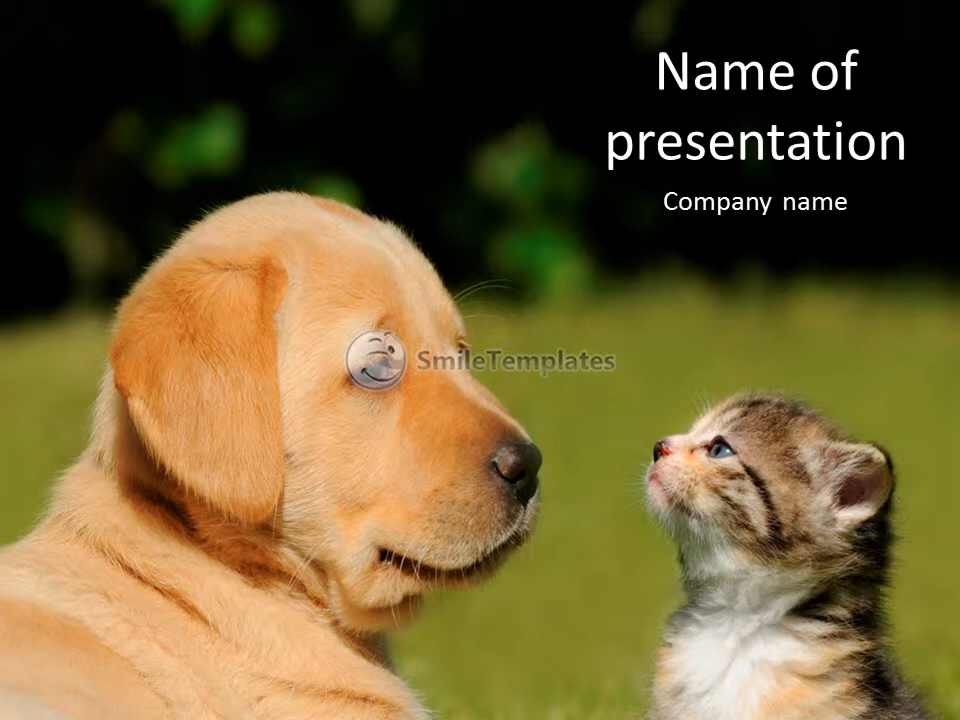 Name of
presentation
Company name
SmileTemplates